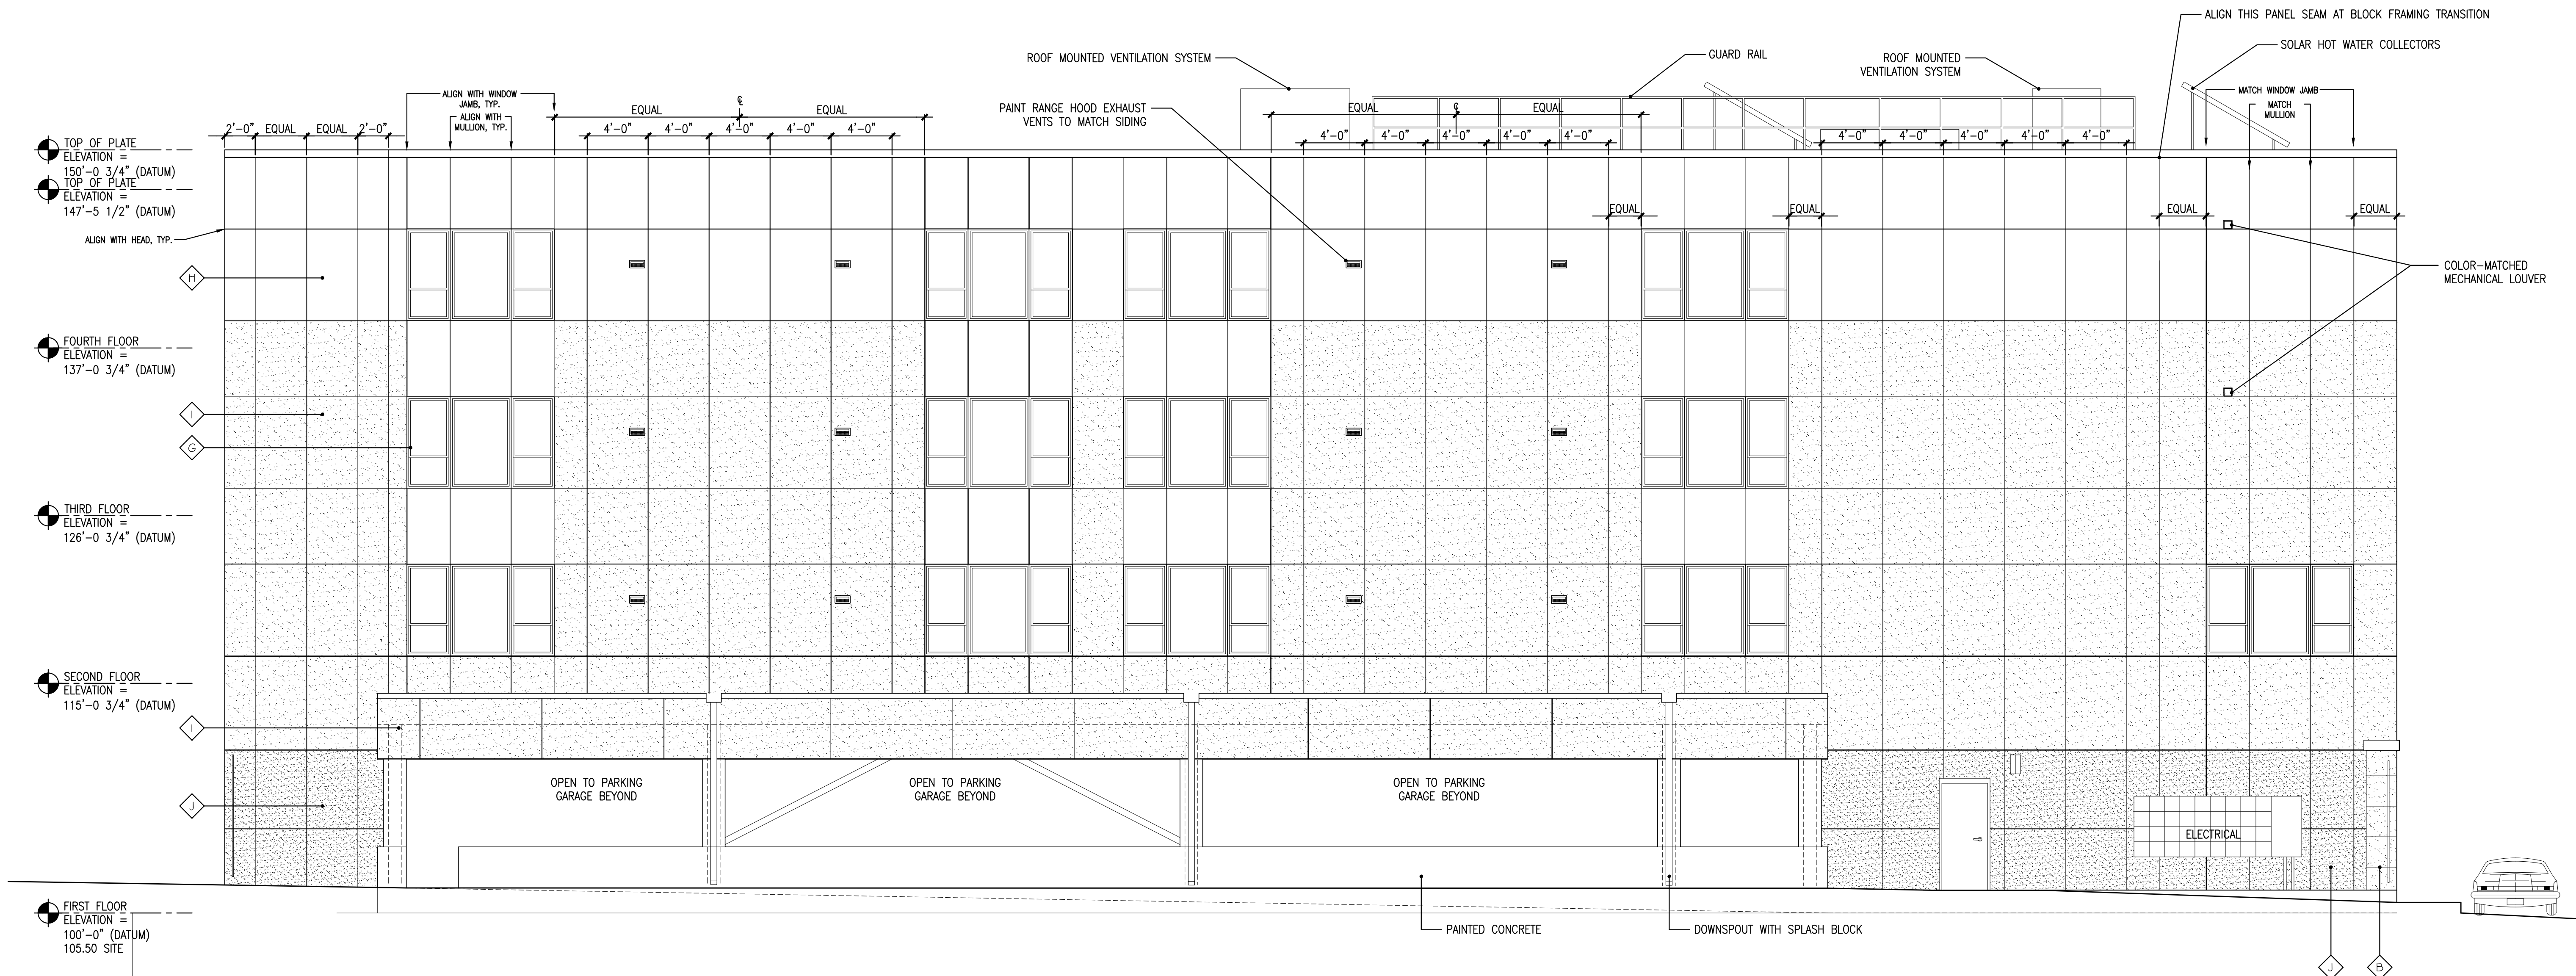 ALIGN THIS PANEL SEAM AT BLOCK FRAMING TRANSITION
SOLAR HOT WATER COLLECTORS
ROOF MOUNTED VENTILATION SYSTEM
GUARD RAIL
ROOF MOUNTED
VENTILATION SYSTEM
ALIGN WITH WINDOW
JAMB, TYP.
ALIGN WITH
MULLION, TYP.
PAINT RANGE HOOD EXHAUST
VENTS TO MATCH SIDING
MATCH WINDOW JAMB
MATCH
MULLION
EQUAL ℄ EQUAL
EQUAL ℄ EQUAL
2'-0" EQUAL EQUAL 2'-0"
4'-0" 4'-0" 4'-0" 4'-0" 4'-0"
4'-0" 4'-0" 4'-0" 4'-0" 4'-0"
4'-0" 4'-0" 4'-0" 4'-0" 4'-0"
TOP OF PLATE
ELEVATION =
150'-0 3/4" (DATUM)
TOP OF PLATE
ELEVATION =
147'-5 1/2" (DATUM)
EQUAL EQUAL EQUAL EQUAL
ALIGN WITH HEAD, TYP.
H
COLOR-MATCHED
MECHANICAL LOUVER
FOURTH FLOOR
ELEVATION =
137'-0 3/4" (DATUM)
I
G
THIRD FLOOR
ELEVATION =
126'-0 3/4" (DATUM)
SECOND FLOOR
ELEVATION =
115'-0 3/4" (DATUM)
I
OPEN TO PARKING
GARAGE BEYOND
OPEN TO PARKING
GARAGE BEYOND
OPEN TO PARKING
GARAGE BEYOND
J
ELECTRICAL
FIRST FLOOR
ELEVATION =
100'-0" (DATUM)
105.50 SITE
PAINTED CONCRETE
DOWNSPOUT WITH SPLASH BLOCK
J
B